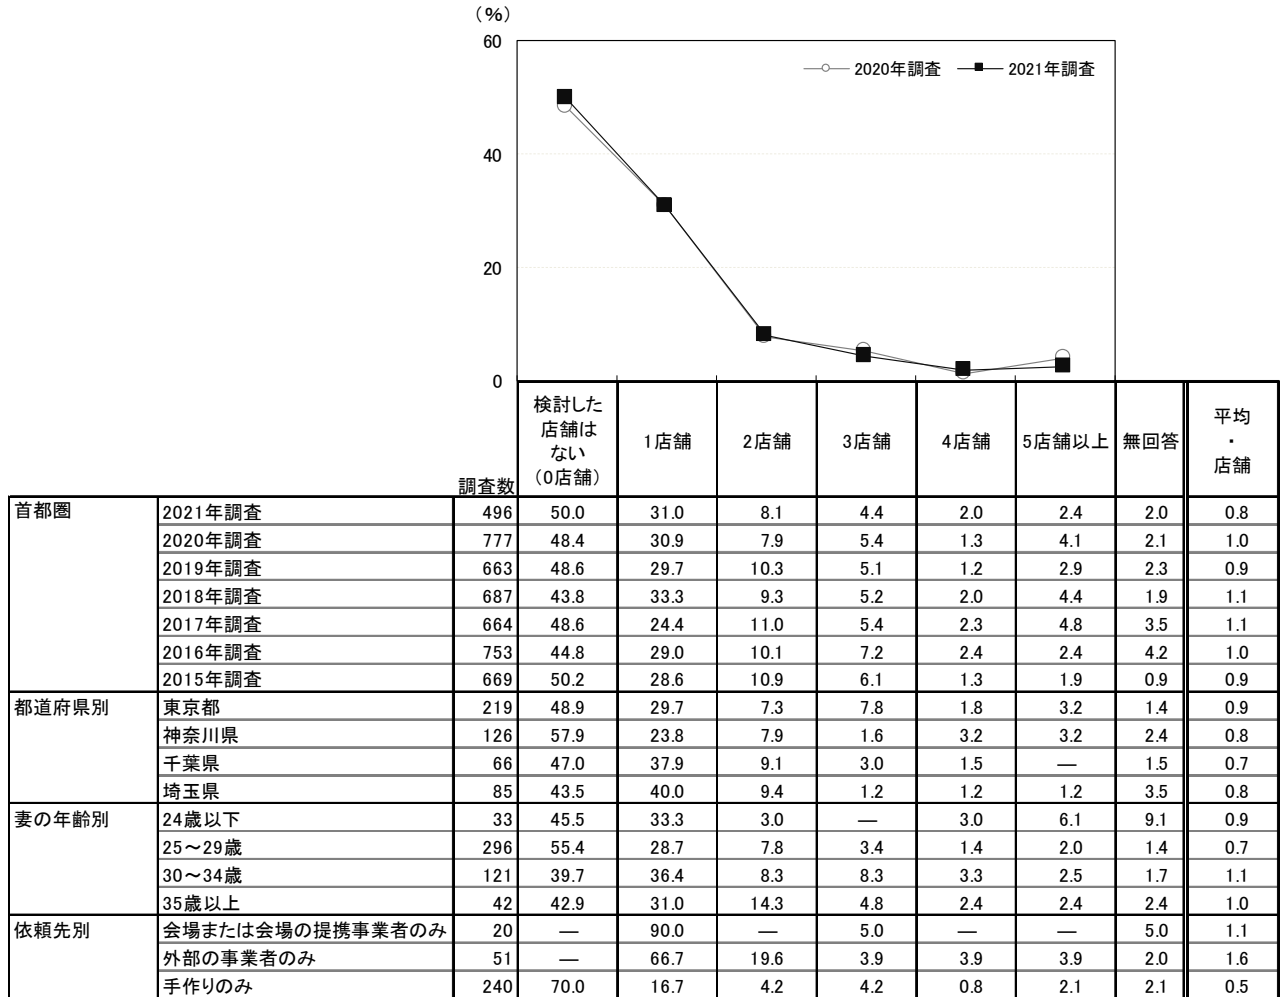 （%）
60
40
20
0
2020年調査 2021年調査
調査数 検討した店舗はない（0店舗） 1店舗 2店舗 3店舗 4店舗 5店舗以上 無回答 平均・店舗
首都圏 2021年調査 496 50.0 31.0 8.1 4.4 2.0 2.4 2.0 0.8
2020年調査 777 48.4 30.9 7.9 5.4 1.3 4.1 2.1 1.0
2019年調査 663 48.6 29.7 10.3 5.1 1.2 2.9 2.3 0.9
2018年調査 687 43.8 33.3 9.3 5.2 2.0 4.4 1.9 1.1
2017年調査 664 48.6 24.4 11.0 5.4 2.3 4.8 3.5 1.1
2016年調査 753 44.8 29.0 10.1 7.2 2.4 2.4 4.2 1.0
2015年調査 669 50.2 28.6 10.9 6.1 1.3 1.9 0.9 0.9
都道府県別 東京都 219 48.9 29.7 7.3 7.8 1.8 3.2 1.4 0.9
神奈川県 126 57.9 23.8 7.9 1.6 3.2 3.2 2.4 0.8
千葉県 66 47.0 37.9 9.1 3.0 1.5 ― 1.5 0.7
埼玉県 85 43.5 40.0 9.4 1.2 1.2 1.2 3.5 0.8
妻の年齢別 24歳以下 33 45.5 33.3 3.0 ― 3.0 6.1 9.1 0.9
25～29歳 296 55.4 28.7 7.8 3.4 1.4 2.0 1.4 0.7
30～34歳 121 39.7 36.4 8.3 8.3 3.3 2.5 1.7 1.1
35歳以上 42 42.9 31.0 14.3 4.8 2.4 2.4 2.4 1.0
依頼先別 会場または会場の提携事業者のみ 20 ― 90.0 ― 5.0 ― ― 5.0 1.1
外部の事業者のみ 51 ― 66.7 19.6 3.9 3.9 3.9 2.0 1.6
手作りのみ 240 70.0 16.7 4.2 4.2 0.8 2.1 2.1 0.5